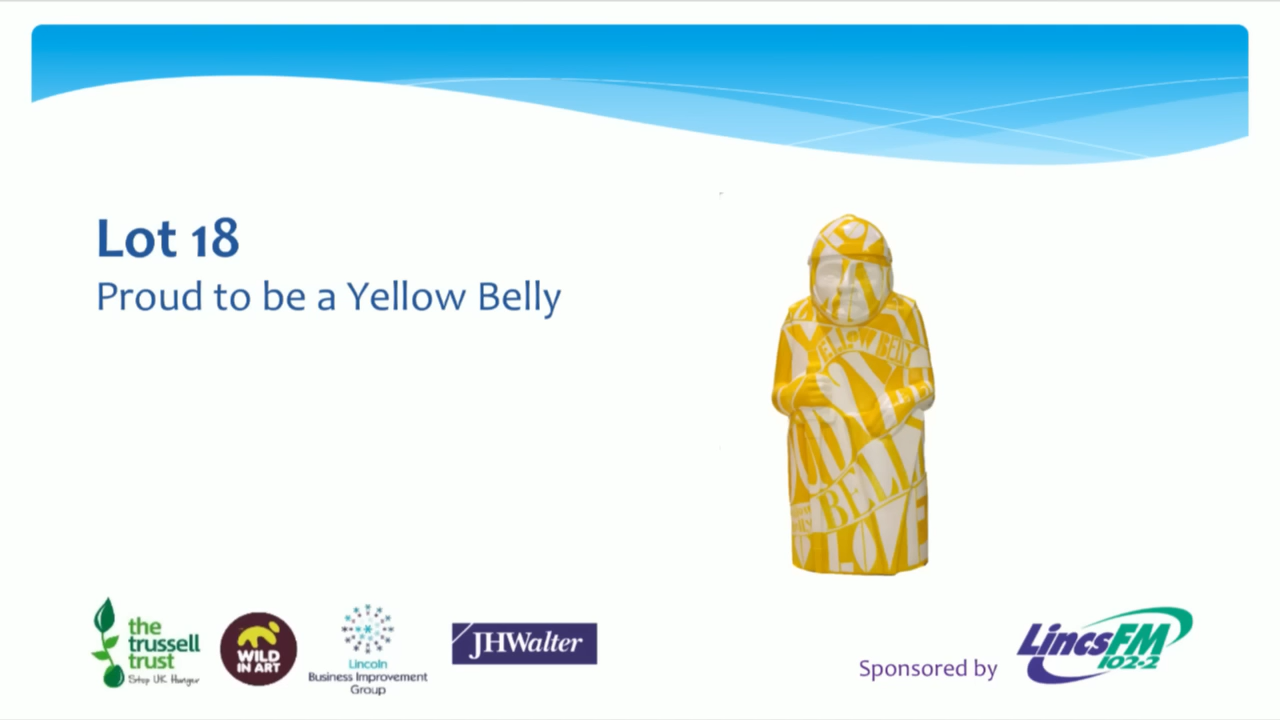 Lot 18
Proud to be a Yellow Belly
YELLOW BELLY
BELLY
LOVE
the
trussell
trust
Stop UK Hunger
WILD
IN ART
Lincoln
Business Improvement
Group
JHWalter
Sponsored by
LincsFM
102·2